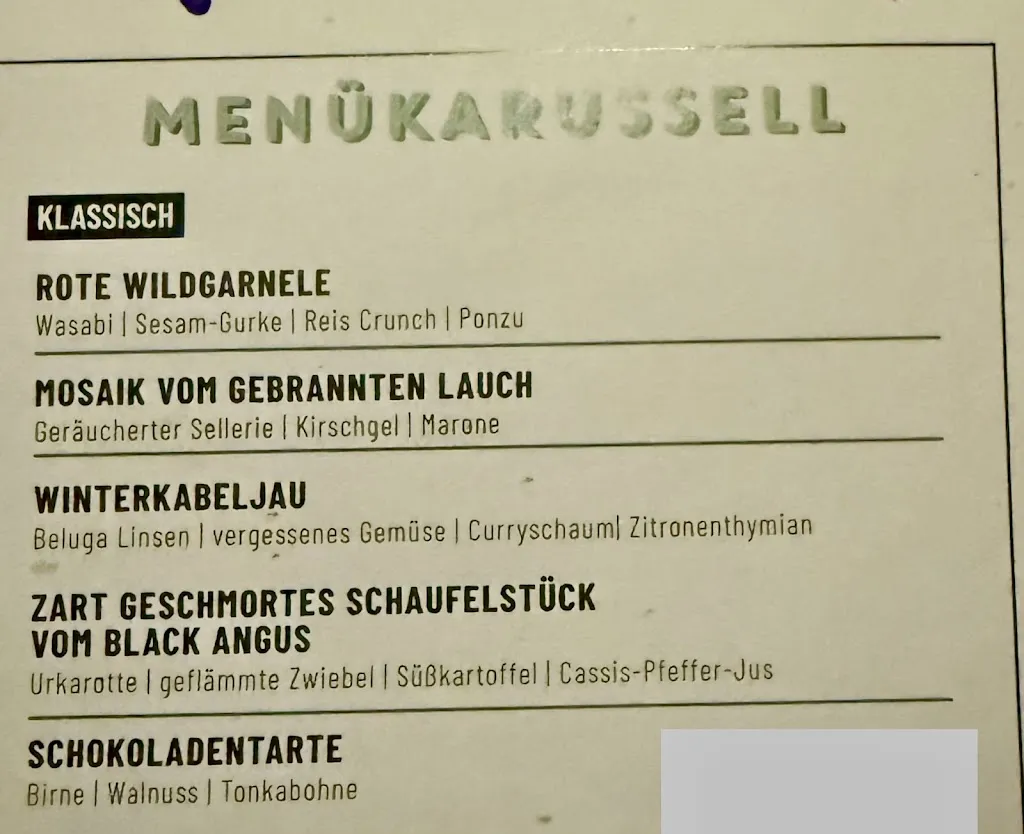 MENÜKARUSSELL
KLASSISCH
ROTE WILDGARNELE
Wasabi | Sesam-Gurke | Reis Crunch | Ponzu
MOSAIK VOM GEBRANNTEN LAUCH
Geräucherter Sellerie | Kirschgel | Marone
WINTERKABELJAU
Beluga Linsen | vergessenes Gemüse | Curryschaum| Zitronenthymian
ZART GESCHMORTES SCHAUFELSTÜCK
VOM BLACK ANGUS
Urkarotte | geflämmte Zwiebel | Süßkartoffel | Cassis-Pfeffer-Jus
SCHOKOLADENTARTE
Birne | Walnuss | Tonkabohne